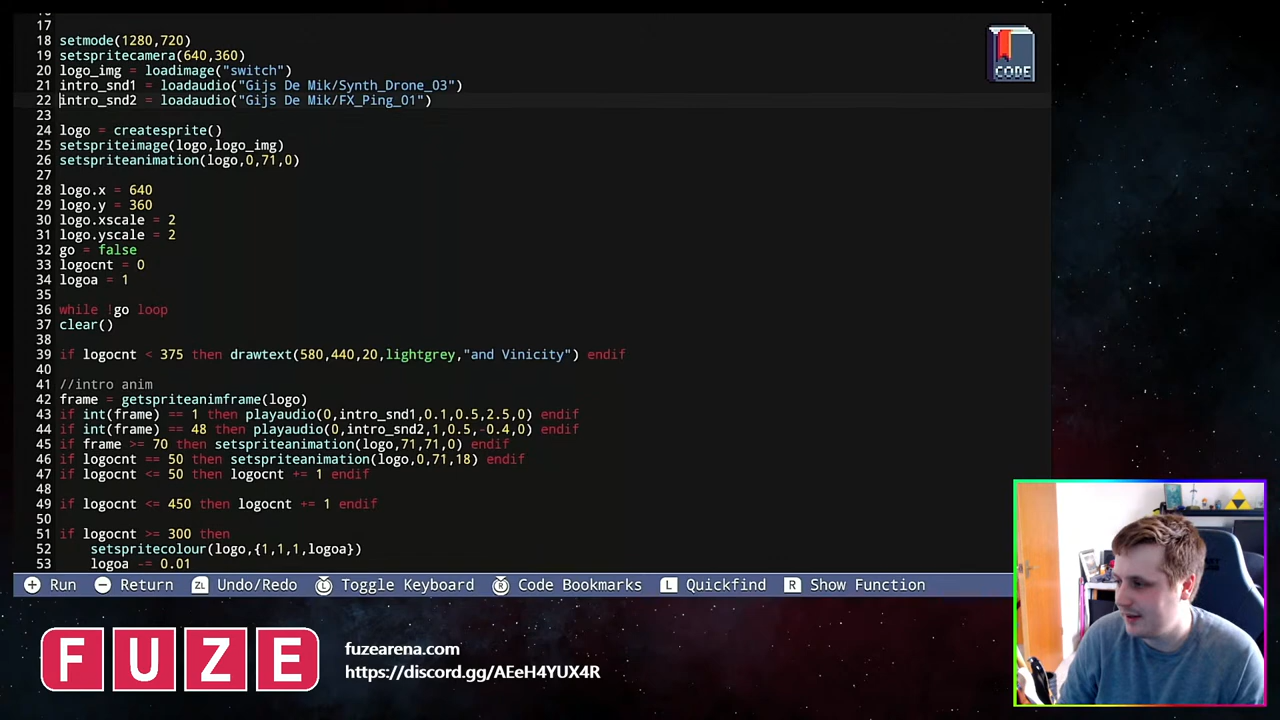 17
18 setmode(1280,720)
19 setspritecamera(640,360)
20 logo_img = loadimage("switch")
21 intro_snd1 = loadaudio("Gijs De Mik/Synth_Drone_03")
22 intro_snd2 = loadaudio("Gijs De Mik/FX_Ping_01")
23
24 logo = createsprite()
25 setspriteimage(logo,logo_img)
26 setspriteanimation(logo,0,71,0)
27
28 logo.x = 640
29 logo.y = 360
30 logo.xscale = 2
31 logo.yscale = 2
32 go = false
33 logocnt = 0
34 logoa = 1
35
36 while !go loop
37 clear()
38
39 if logocnt < 375 then drawtext(580,440,20,lightgrey,"and Vinicity") endif
40
41 //intro anim
42 frame = getspriteanimframe(logo)
43 if int(frame) == 1 then playaudio(0,intro_snd1,0.1,0.5,2.5,0) endif
44 if int(frame) == 48 then playaudio(0,intro_snd2,1,0.5,-0.4,0) endif
45 if frame >= 70 then setspriteanimation(logo,71,71,0) endif
46 if logocnt == 50 then setspriteanimation(logo,0,71,18) endif
47 if logocnt <= 50 then logocnt += 1 endif
48
49 if logocnt <= 450 then logocnt += 1 endif
50
51 if logocnt >= 300 then
52 setspritecolour(logo,{1,1,1,logoa})
53 logoa -= 0.01
CODE
+ Run - Return ZL Undo/Redo L Toggle Keyboard R Code Bookmarks L Quickfind R Show Function
FUZE
fuzearena.com
https://discord.gg/AEeH4YUX4R